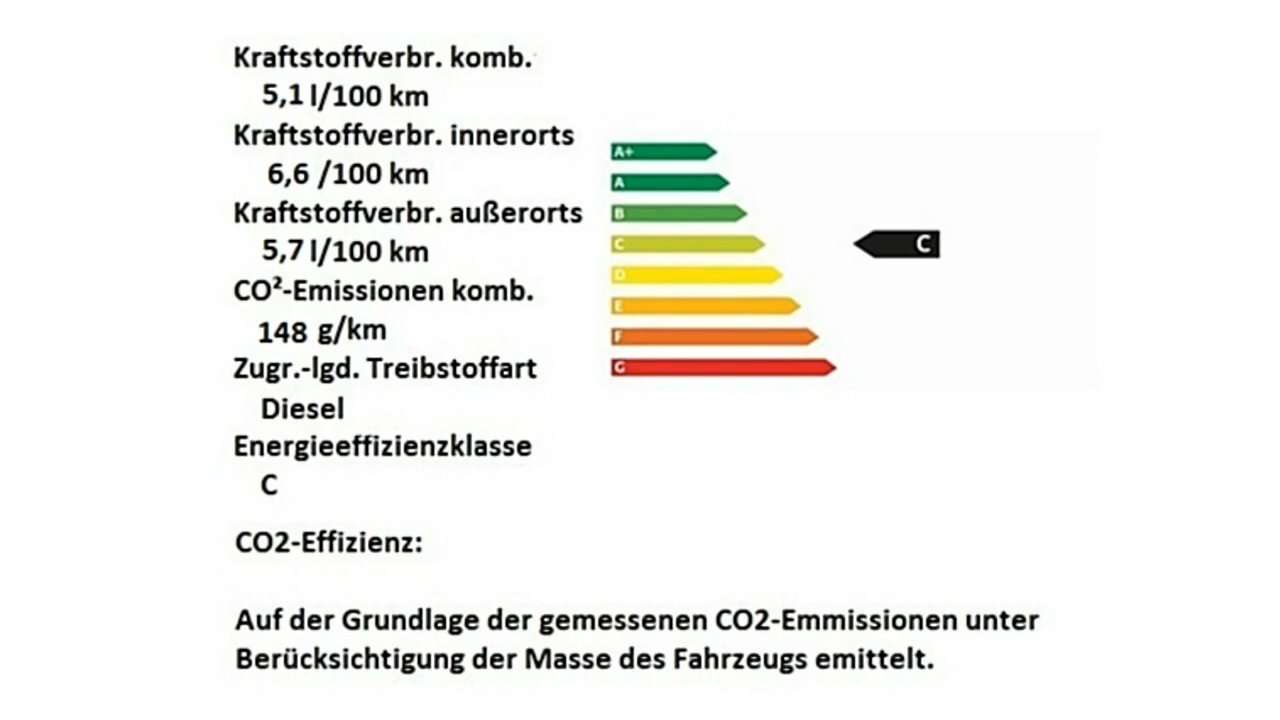 Kraftstoffverbr. komb.
5,1 l/100 km
Kraftstoffverbr. innerorts
6,6 /100 km
Kraftstoffverbr. außerorts
5,7 l/100 km
CO²-Emissionen komb.
148 g/km
Zugr.-lgd. Treibstoffart
Diesel
Energieeffizienzklasse
C
A+
A
B
C
D
E
F
G
C
CO2-Effizienz:
Auf der Grundlage der gemessenen CO2-Emmissionen unter
Berücksichtigung der Masse des Fahrzeugs emittelt.